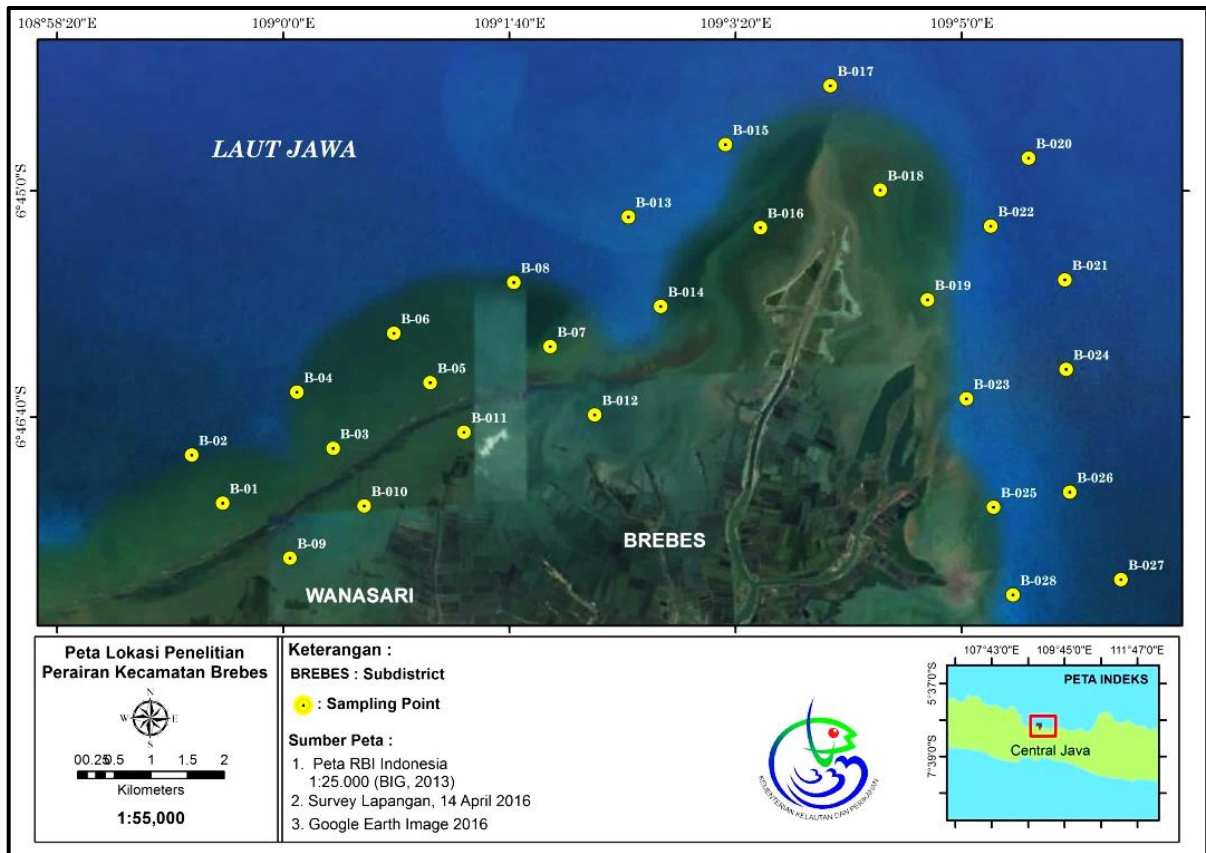 108°58'20"E 109°0'0"E 109°1'40"E 109°3'20"E 109°5'0"E
6°45'0"S
6°46'40"S
LAUT JAWA
B-017
B-015
B-020
B-018
B-013
B-016
B-022
B-08
B-021
B-014
B-019
B-06
B-07
B-024
B-05
B-04
B-023
B-012
B-011
B-03
B-02
B-026
B-01
B-010
B-025
BREBES
B-09
B-027
WANASARI
B-028
Peta Lokasi Penelitian
Perairan Kecamatan Brebes
N
W E
S
00.25 0.5 1 1.5 2
Kilometers
1:55,000
Keterangan :
BREBES : Subdistrict
: Sampling Point
Sumber Peta :
1. Peta RBI Indonesia
1:25.000 (BIG, 2013)
2. Survey Lapangan, 14 April 2016
3. Google Earth Image 2016
KEMENTERIAN KELAUTAN DAN PERIKANAN
107°43'0"E 109°45'0"E 111°47'0"E
5°37'0"S
7°39'0"S
PETA INDEKS
Central Java